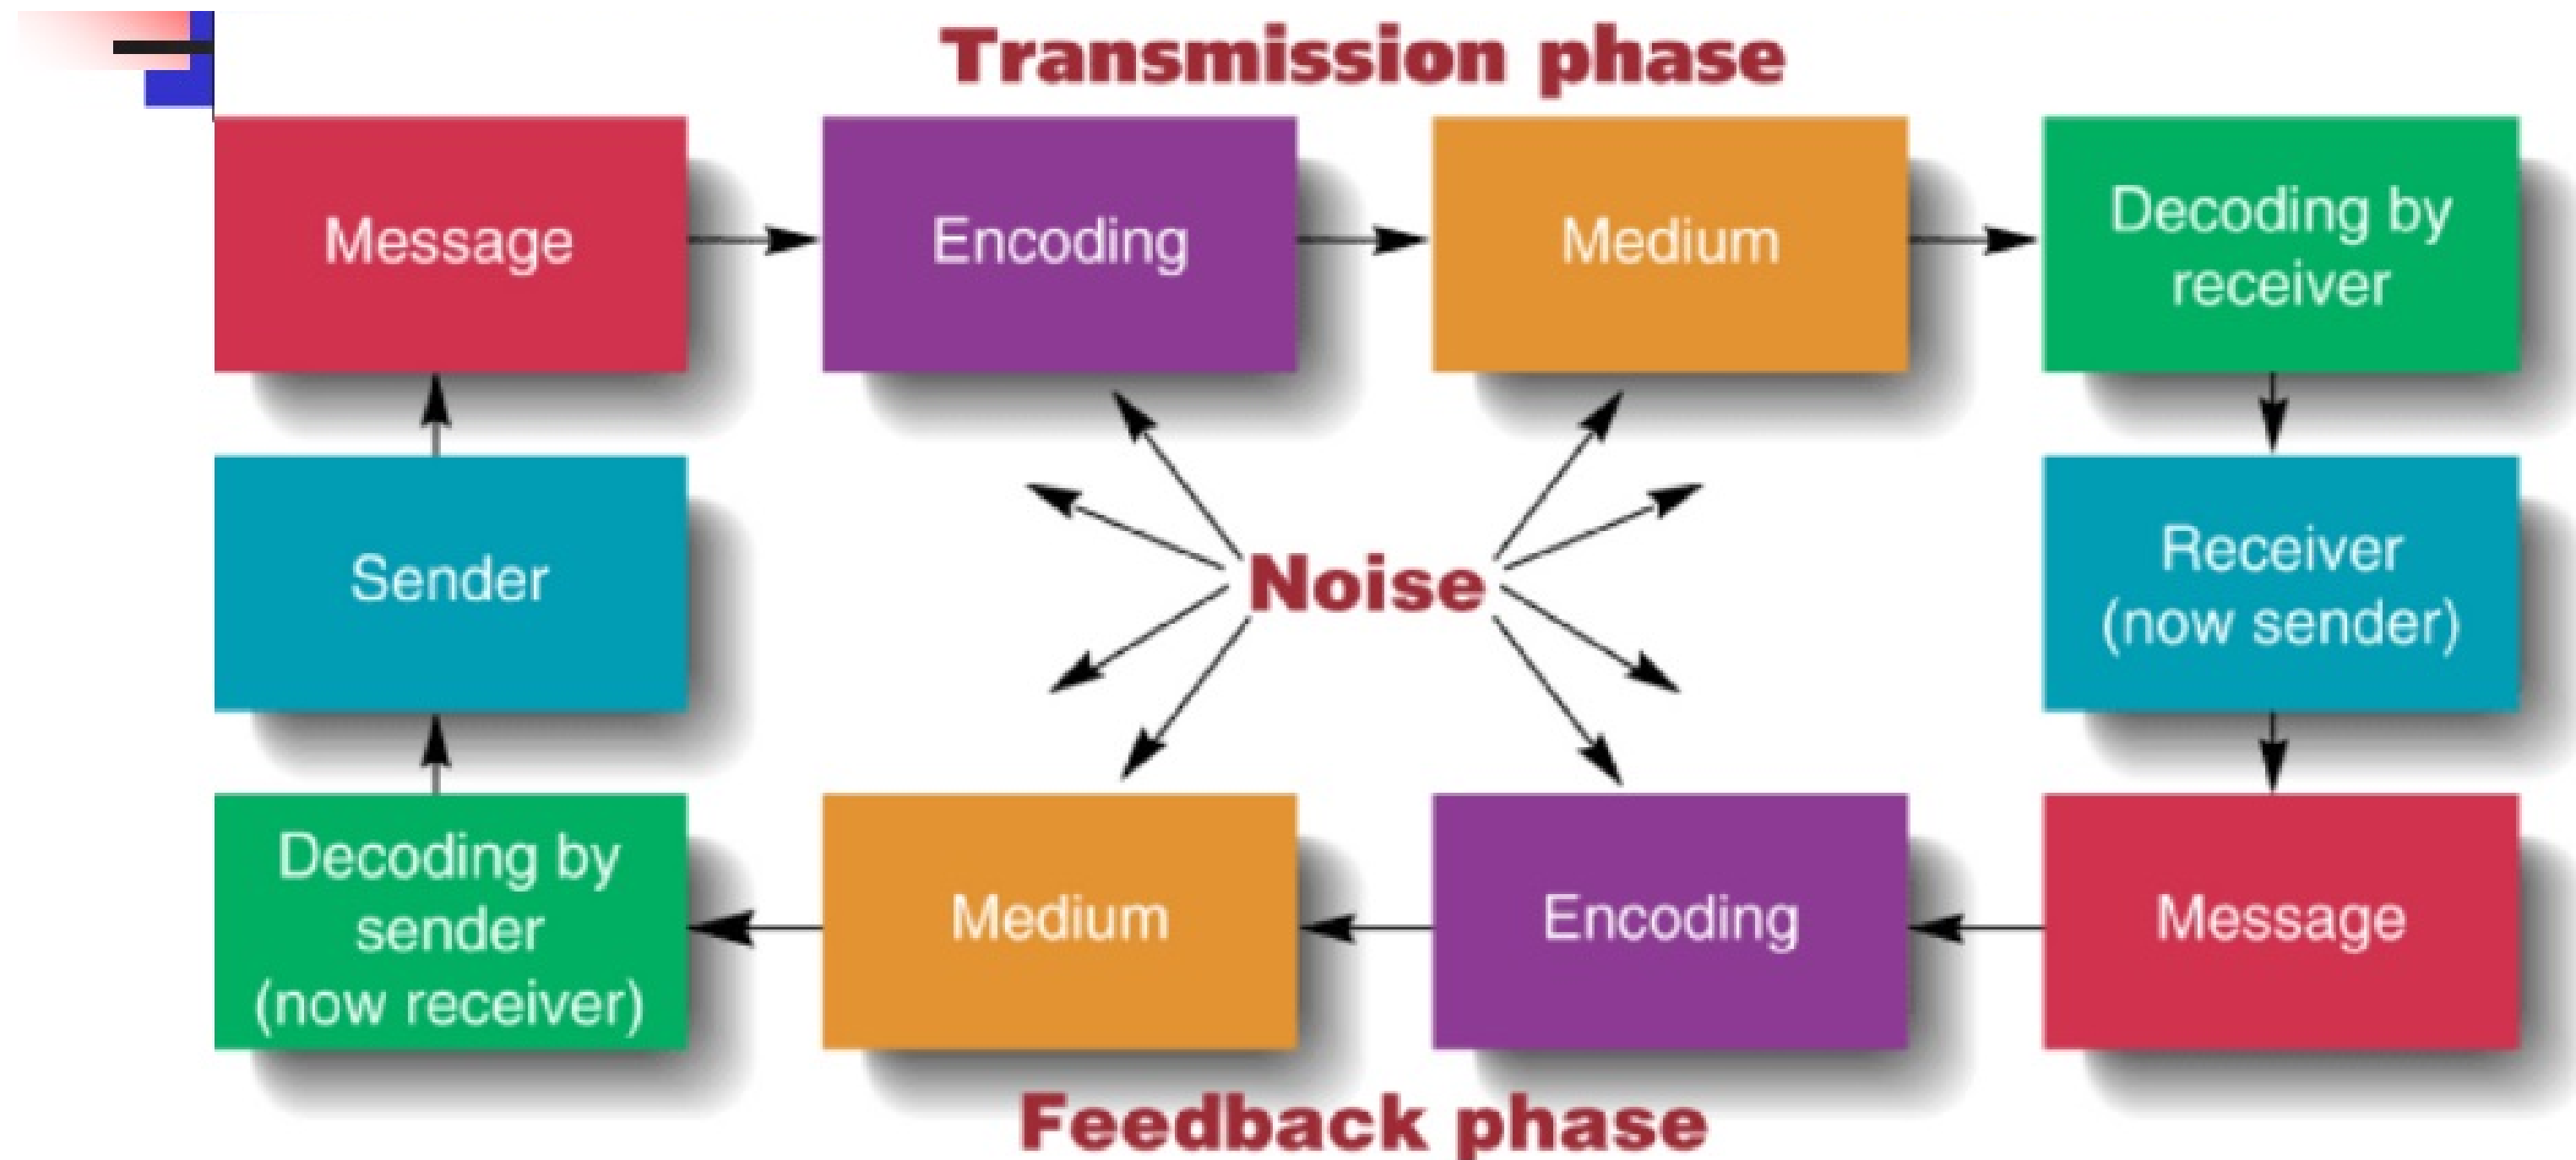 Transmission phase
Message
Encoding
Medium
Decoding by
receiver
Sender
Noise
Receiver
(now sender)
Decoding by
sender
(now receiver)
Medium
Encoding
Message
Feedback phase